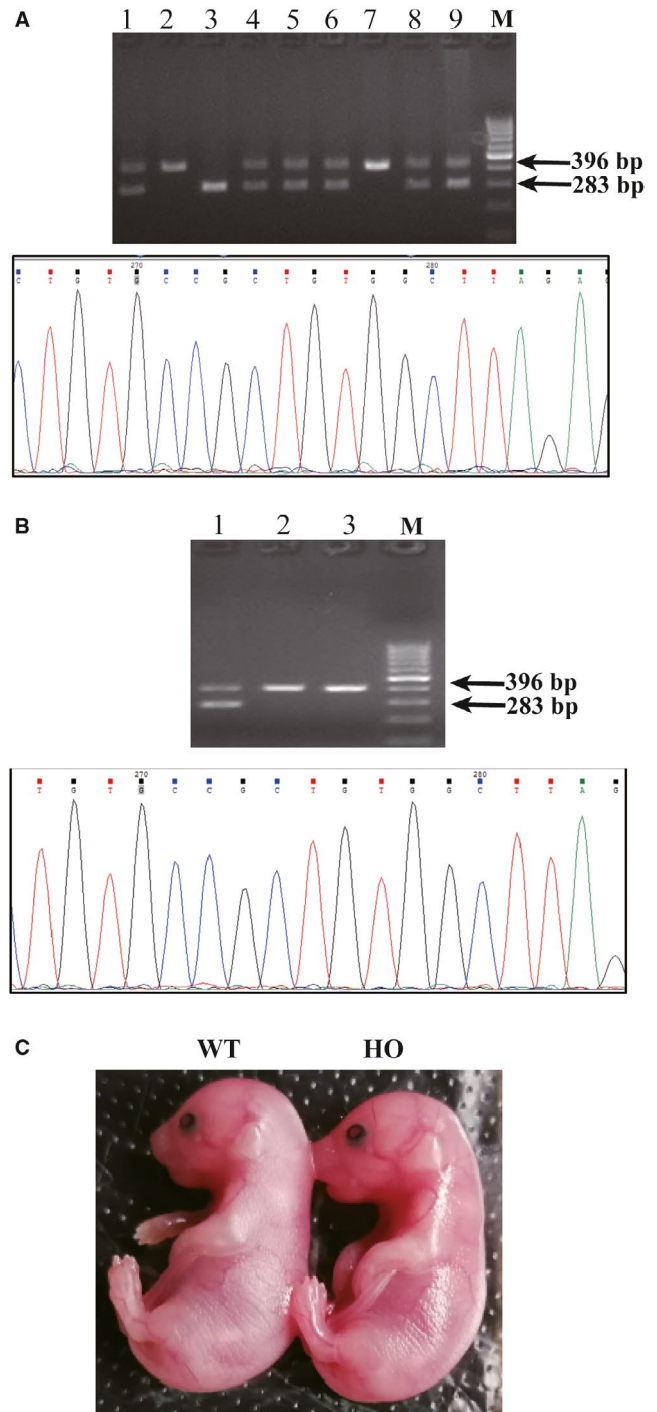 A
1 2 3 4 5 6 7 8 9 M
396 bp
283 bp
270 280
C T G T G C C G C T G T G G C T T A G A
B
1 2 3 M
396 bp
283 bp
270 280
T G T G C C G C T G T G G C T T A G
C
WT HO